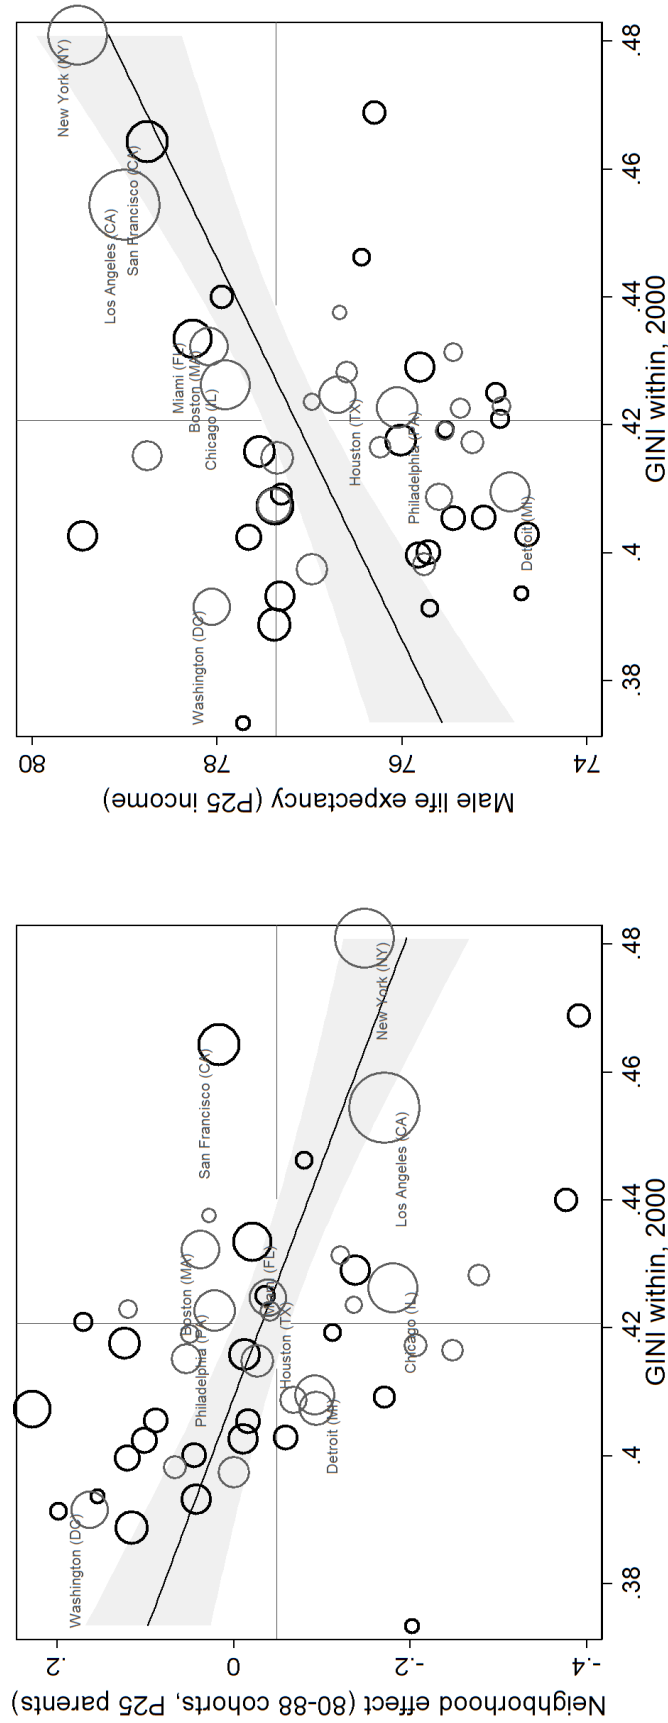 80
78
76
74
Male life expectancy (P25 income)
.38
.4
.42
.44
.46
.48
GINI within, 2000
New York (NY)
San Francisco (CA)
Los Angeles (CA)
Miami (FL)
Boston (MA)
Chicago (IL)
Houston (TX)
Philadelphia (PA)
Detroit (MI)
Washington (DC)
.2
0
-.2
-.4
Neighborhood effect (80-88 cohorts, P25 parents)
.38
.4
.42
.44
.46
.48
GINI within, 2000
New York (NY)
San Francisco (CA)
Los Angeles (CA)
Boston (MA)
Miami (FL)
Philadelphia (PA)
Houston (TX)
Chicago (IL)
Detroit (MI)
Washington (DC)